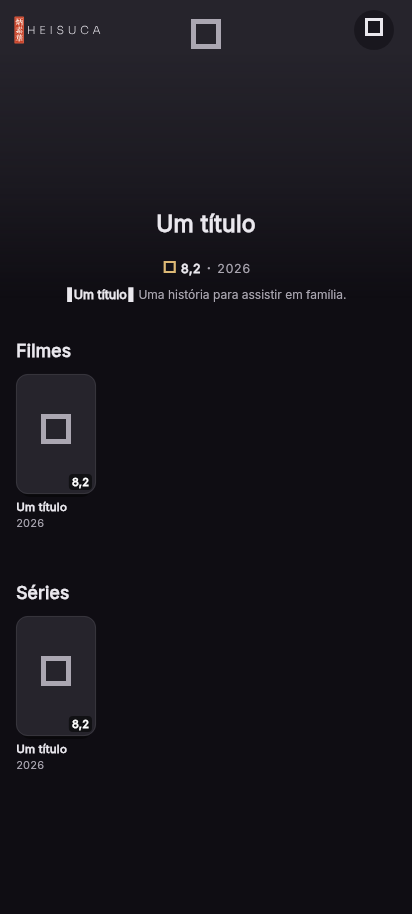 HEISUCA
Um título
8,2 · 2026
Um título Uma história para assistir em família.
Filmes
8,2
Um título
2026
Séries
8,2
Um título
2026